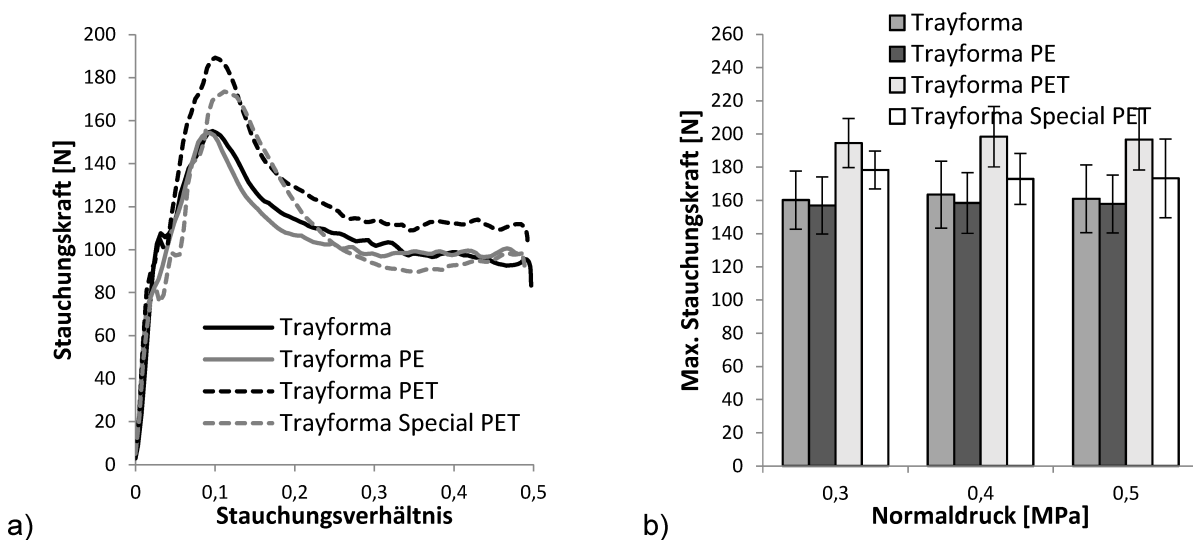 200
180
160
140
120
100
80
60
40
20
0
Stauchungskraft [N]
Trayforma
Trayforma PE
Trayforma PET
Trayforma Special PET
0 0,1 0,2 0,3 0,4 0,5
Stauchungsverhältnis
a)
260
240
220
200
180
160
140
120
100
80
60
40
20
0
Max. Stauchungskraft [N]
Trayforma
Trayforma PE
Trayforma PET
Trayforma Special PET
0,3 0,4 0,5
Normaldruck [MPa]
b)